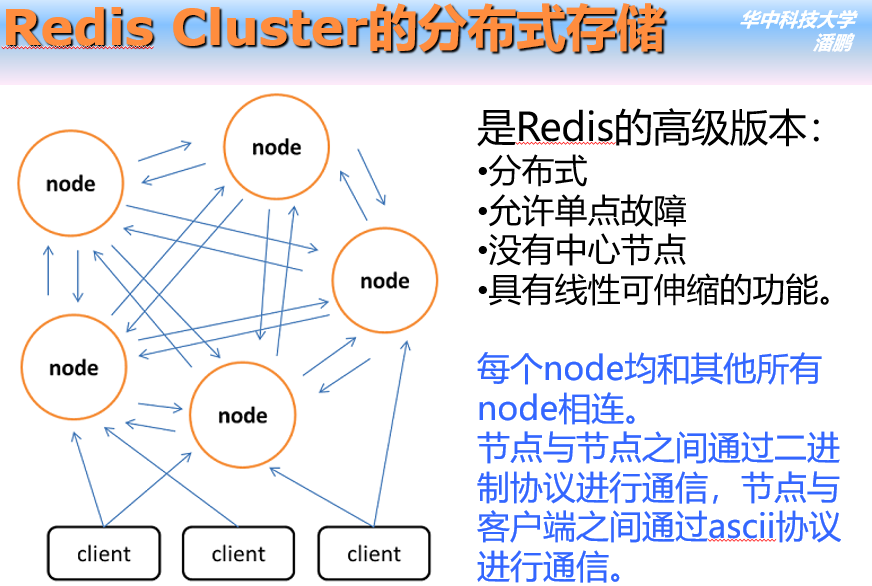 Redis Cluster的分布式存储
华中科技大学
潘鹏
是Redis的高级版本：
•分布式
•允许单点故障
•没有中心节点
•具有线性可伸缩的功能。
每个node均和其他所有
node相连。
节点与节点之间通过二进
制协议进行通信，节点与
客户端之间通过ascii协议
进行通信。
node
node
node
node
node
client
client
client